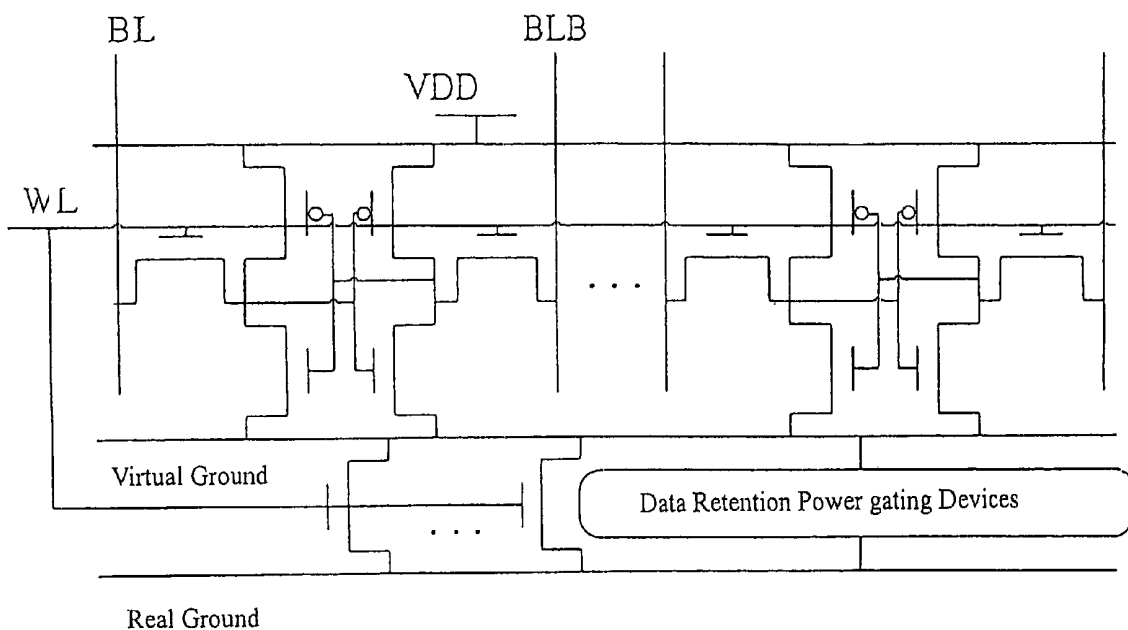 BL
BLB
VDD
WL
. . .
Virtual Ground
Data Retention Power gating Devices
. . .
Real Ground